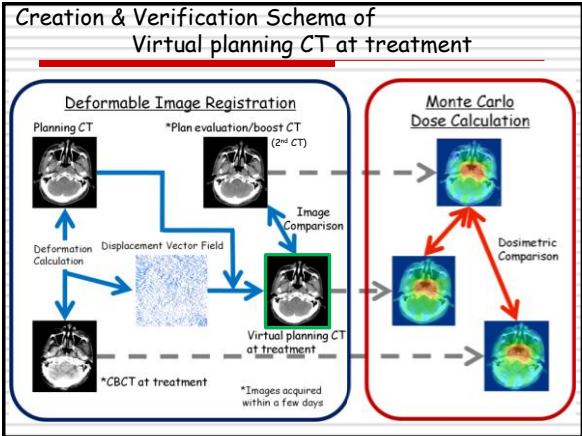 Creation & Verification Schema of
Virtual planning CT at treatment
Deformable Image Registration
Planning CT
*Plan evaluation/boost CT
(2nd CT)
Deformation
Calculation
Displacement Vector Field
Image
Comparison
Virtual planning CT
at treatment
*CBCT at treatment
*Images acquired
within a few days
Monte Carlo
Dose Calculation
Dosimetric
Comparison